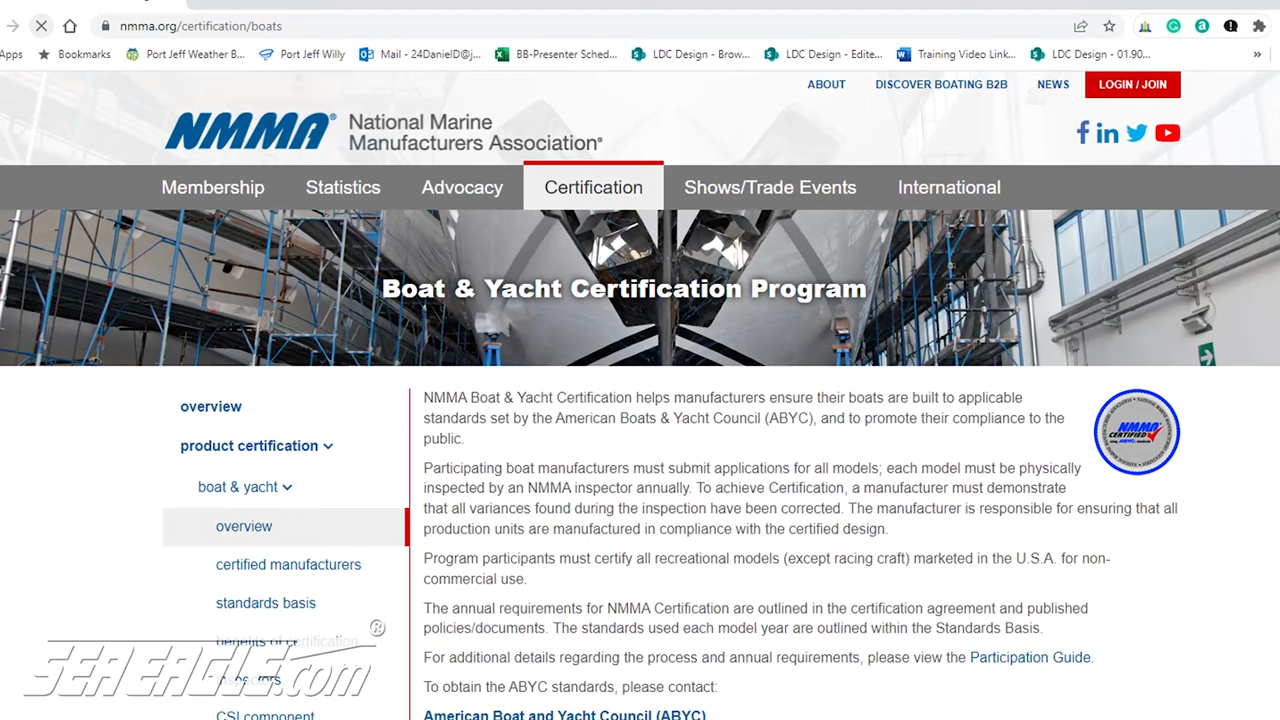 nmma.org/certification/boats
Apps Bookmarks Port Jeff Weather B... Port Jeff Willy Mail - 24DanielD@j... BB-Presenter Sched... LDC Design - Brow... LDC Design - Edite... Training Video Link... LDC Design - 01.90... »
ABOUT DISCOVER BOATING B2B NEWS LOGIN / JOIN
NMMA® National Marine
Manufacturers Association®
Membership Statistics Advocacy Certification Shows/Trade Events International
Boat & Yacht Certification Program
overview
product certification
boat & yacht
overview
certified manufacturers
standards basis
benefits of certification
inspectors
CSI component
NMMA Boat & Yacht Certification helps manufacturers ensure their boats are built to applicable
standards set by the American Boats & Yacht Council (ABYC), and to promote their compliance to the
public.
Participating boat manufacturers must submit applications for all models; each model must be physically
inspected by an NMMA inspector annually. To achieve Certification, a manufacturer must demonstrate
that all variances found during the inspection have been corrected. The manufacturer is responsible for ensuring that all
production units are manufactured in compliance with the certified design.
Program participants must certify all recreational models (except racing craft) marketed in the U.S.A. for non-
commercial use.
The annual requirements for NMMA Certification are outlined in the certification agreement and published
policies/documents. The standards used each model year are outlined within the Standards Basis.
For additional details regarding the process and annual requirements, please view the Participation Guide.
To obtain the ABYC standards, please contact:
American Boat and Yacht Council (ABYC)
NMMA
CERTIFIED
SEAEAGLE.com®